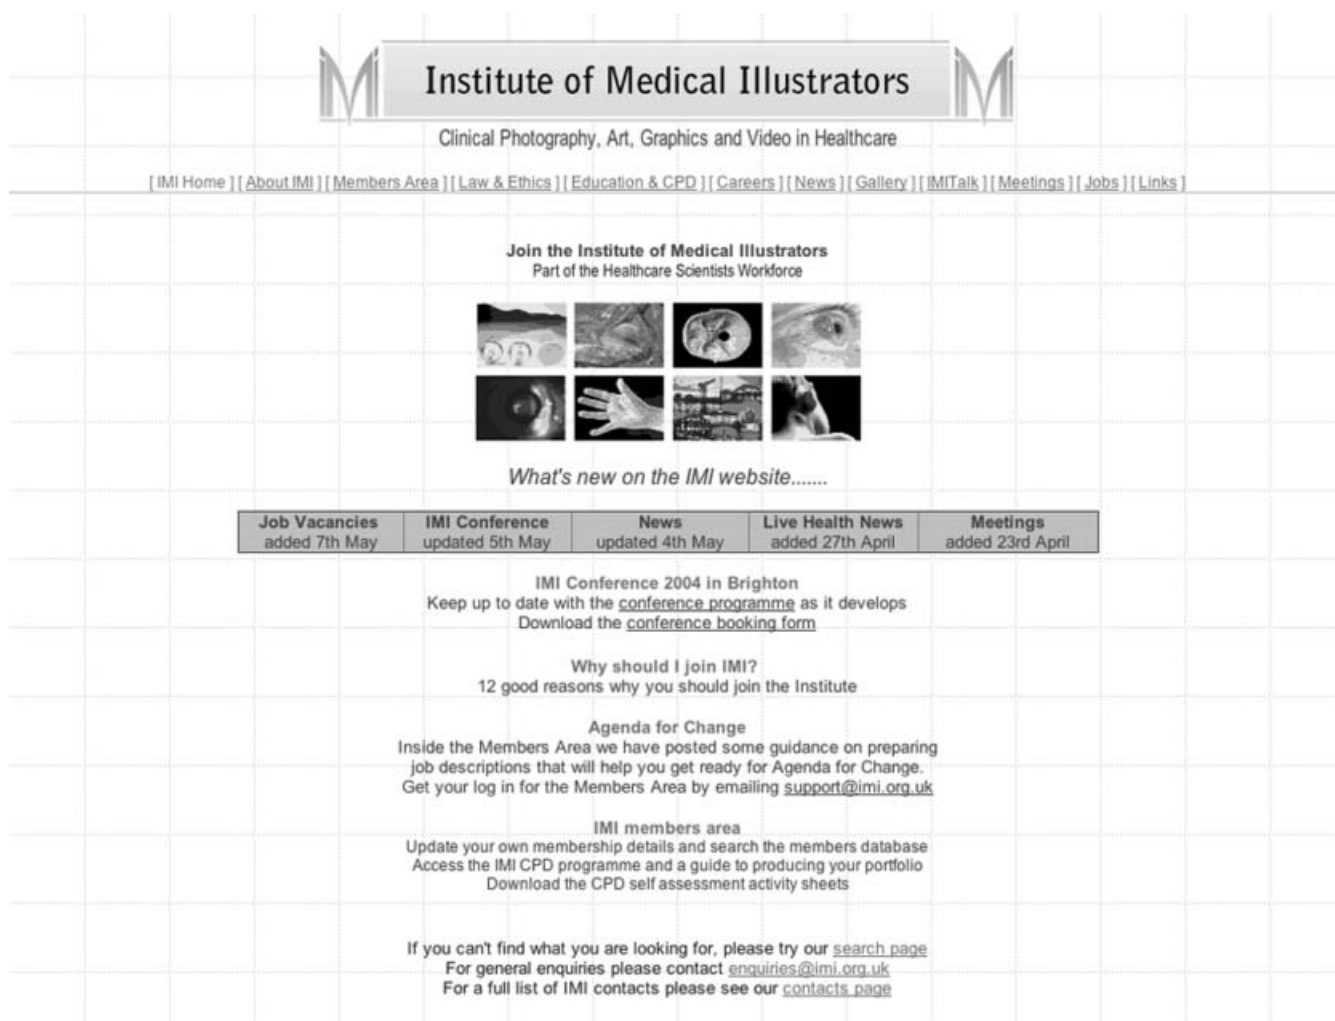 Institute of Medical Illustrators
Clinical Photography, Art, Graphics and Video in Healthcare
[ IMI Home ] [ About IMI ] [ Members Area ] [ Law & Ethics ] [ Education & CPD ] [ Careers ] [ News ] [ Gallery ] [ IMITalk ] [ Meetings ] [ Jobs ] [ Links ]
Join the Institute of Medical Illustrators
Part of the Healthcare Scientists Workforce
What's new on the IMI website.......
Job Vacancies IMI Conference News Live Health News Meetings
added 7th May updated 5th May updated 4th May added 27th April added 23rd April
IMI Conference 2004 in Brighton
Keep up to date with the conference programme as it develops
Download the conference booking form
Why should I join IMI?
12 good reasons why you should join the Institute
Agenda for Change
Inside the Members Area we have posted some guidance on preparing
job descriptions that will help you get ready for Agenda for Change.
Get your log in for the Members Area by emailing support@imi.org.uk
IMI members area
Update your own membership details and search the members database
Access the IMI CPD programme and a guide to producing your portfolio
Download the CPD self assessment activity sheets
If you can't find what you are looking for, please try our search page
For general enquiries please contact enquiries@imi.org.uk
For a full list of IMI contacts please see our contacts page